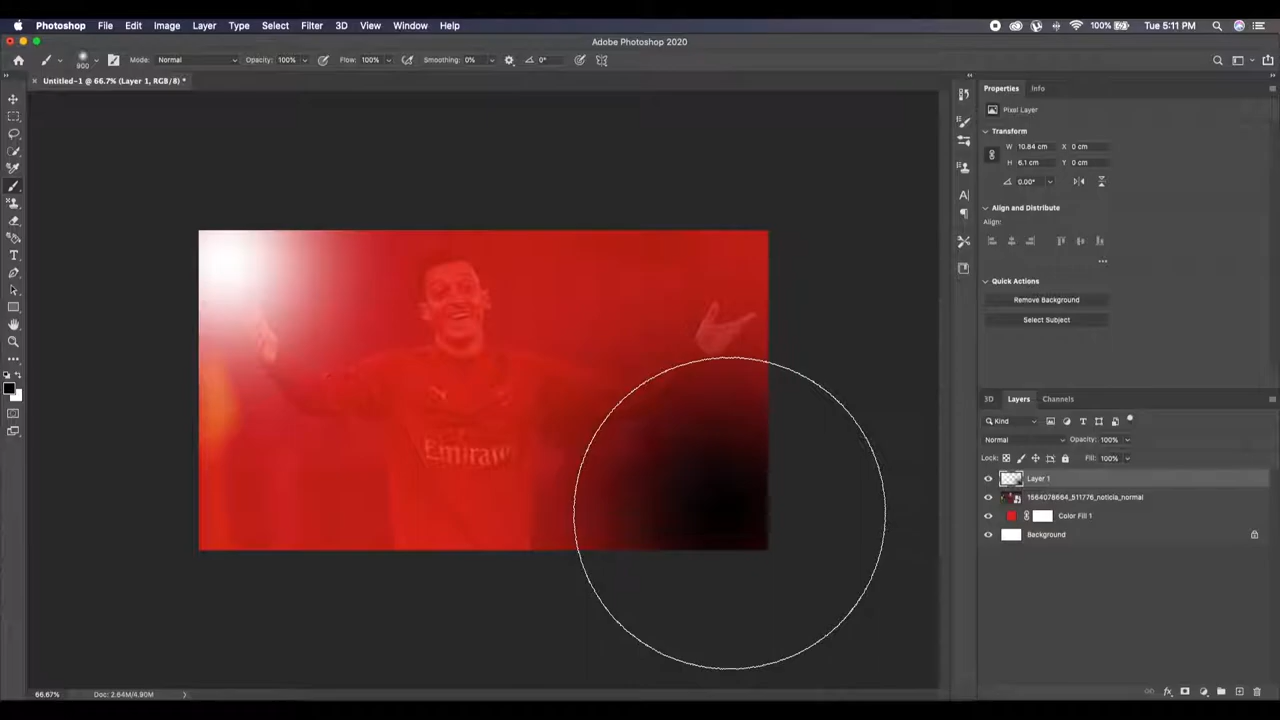 Photoshop File Edit Image Layer Type Select Filter 3D View Window Help 100% Tue 5:11 PM
Adobe Photoshop 2020
900 Mode: Normal Opacity: 100% Flow: 100% Smoothing: 0% 0°
× Untitled-1 @ 66.7% (Layer 1, RGB/8) *
Properties Info
Pixel Layer
Transform
W 10.84 cm X 0 cm
H 6.1 cm Y 0 cm
0.00°
Align and Distribute
Align:
Quick Actions
Remove Background
Select Subject
Emirates
3D Layers Channels
Kind
Normal Opacity: 100%
Lock: Fill: 100%
Layer 1
1564078664_511776_noticia_normal
Color Fill 1
Background
66.67% Doc: 2.64M/4.90M